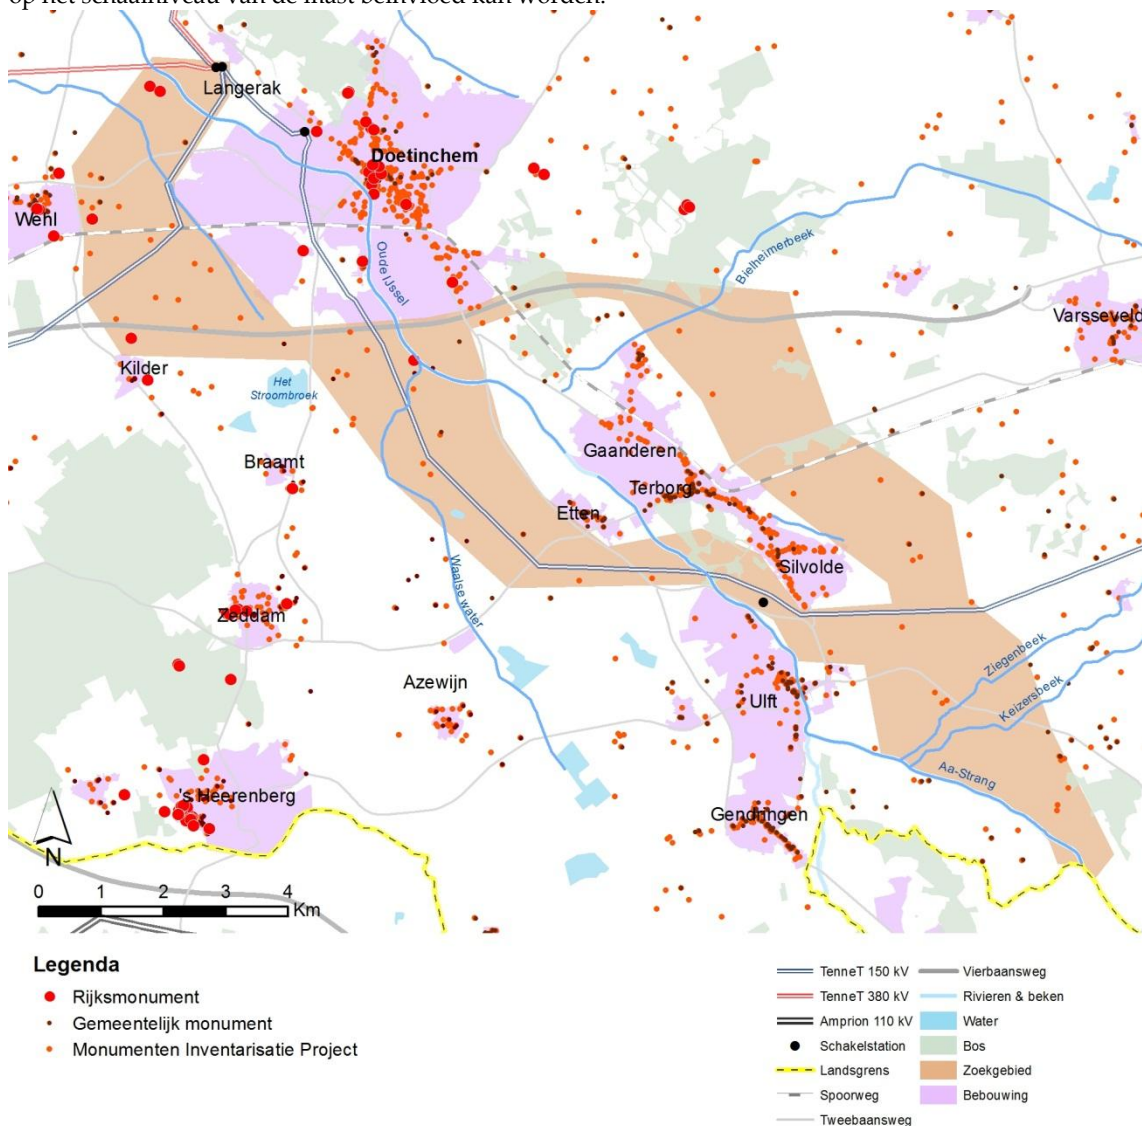 op het schaalniveau van de mast beïnvloed kan worden.
Langerak
Doetinchem
Wehl
Oude IJssel
Bielheimerbeek
Varsseveld
Kilder
Het
Stroombroek
Gaanderen
Braamt
Terborg
Etten
Silvolde
Waalse water
Zeddam
Ziegenbeek
Keizersbeek
Azewijn
Ulft
Aa-Strang
's Heerenberg
Gendringen
N
0 1 2 3 4
Km
Legenda
Rijksmonument
Gemeentelijk monument
Monumenten Inventarisatie Project
TenneT 150 kV
TenneT 380 kV
Amprion 110 kV
Schakelstation
Landsgrens
Spoorweg
Tweebaansweg
Vierbaansweg
Rivieren & beken
Water
Bos
Zoekgebied
Bebouwing